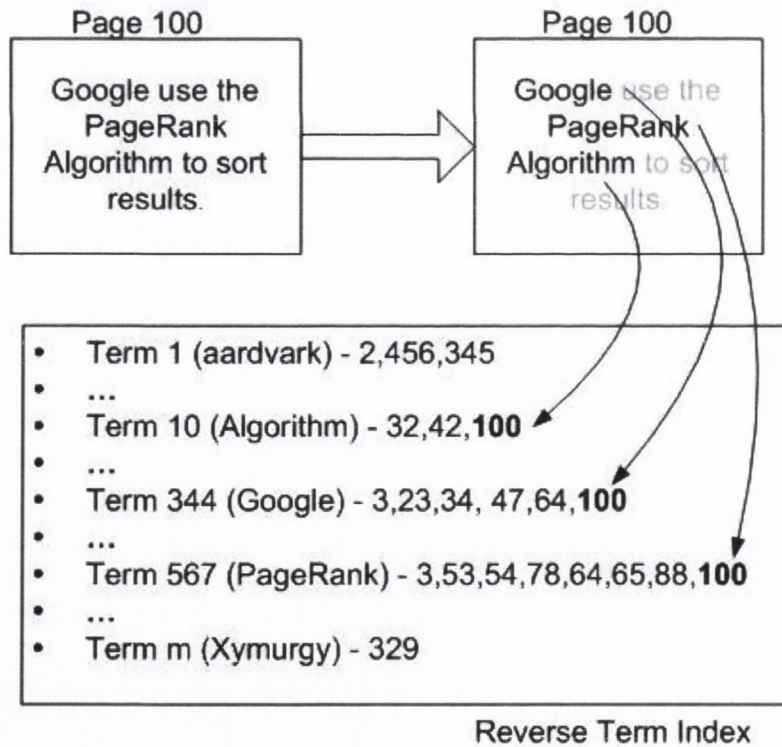 Page 100
Google use the
PageRank
Algorithm to sort
results.
Page 100
Google use the
PageRank
Algorithm to sort
results.
• Term 1 (aardvark) - 2,456,345
• ...
• Term 10 (Algorithm) - 32,42,100
• ...
• Term 344 (Google) - 3,23,34, 47,64,100
• ...
• Term 567 (PageRank) - 3,53,54,78,64,65,88,100
• ...
• Term m (Xymurgy) - 329
Reverse Term Index